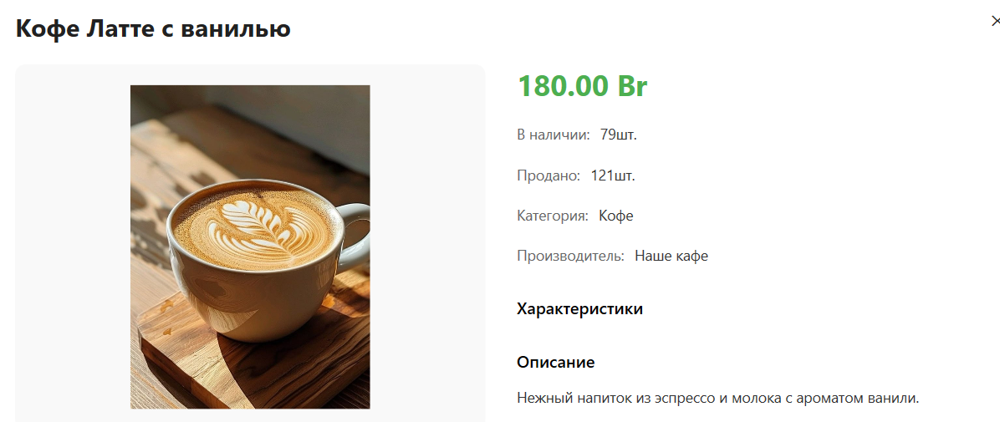 Кофе Латте с ванилью
180.00 Br
В наличии: 79шт.
Продано: 121шт.
Категория: Кофе
Производитель: Наше кафе
Характеристики
Описание
Нежный напиток из эспрессо и молока с ароматом ванили.